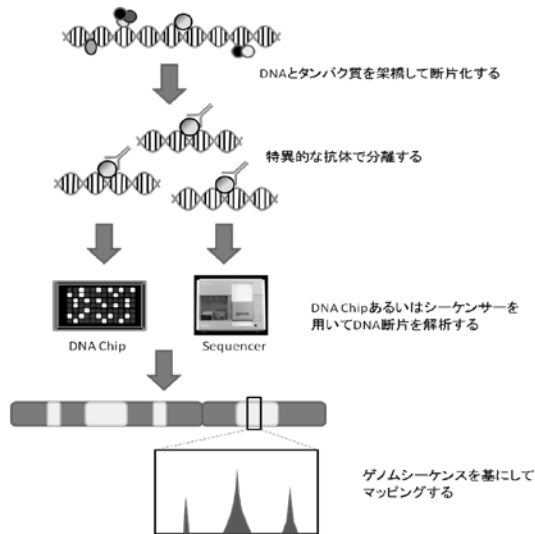 DNAとタンパク質を架橋して断片化する
特異的な抗体で分離する
DNA Chipあるいはシーケンサーを
用いてDNA断片を解析する
DNA Chip
Sequencer
ゲノムシーケンスを基にして
マッピングする